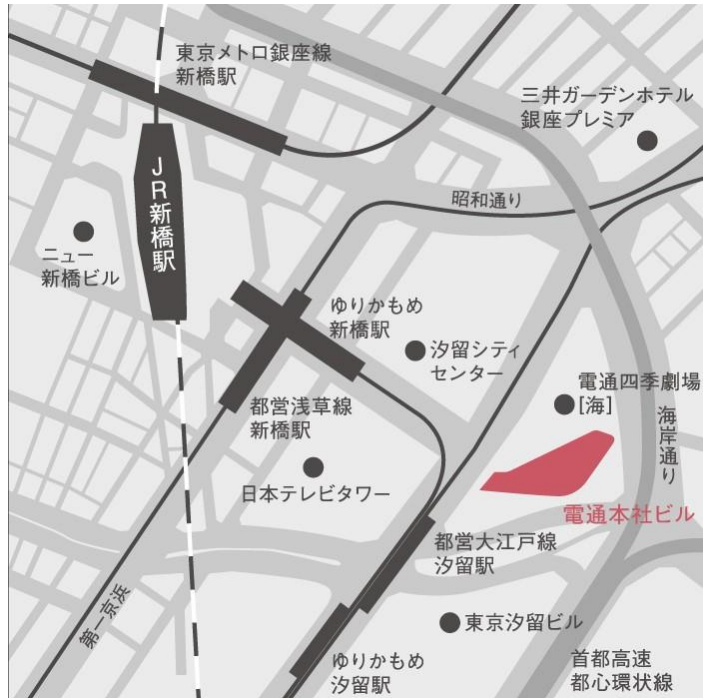 東京メトロ銀座線
新橋駅
三井ガーデンホテル
銀座プレミア
JR新橋駅
昭和通り
ニュー
新橋ビル
ゆりかもめ
新橋駅
汐留シティ
センター
電通四季劇場
[海]
都営浅草線
新橋駅
海岸通り
日本テレビタワー
電通本社ビル
都営大江戸線
汐留駅
第一京浜
東京汐留ビル
ゆりかもめ
汐留駅
首都高速
都心環状線